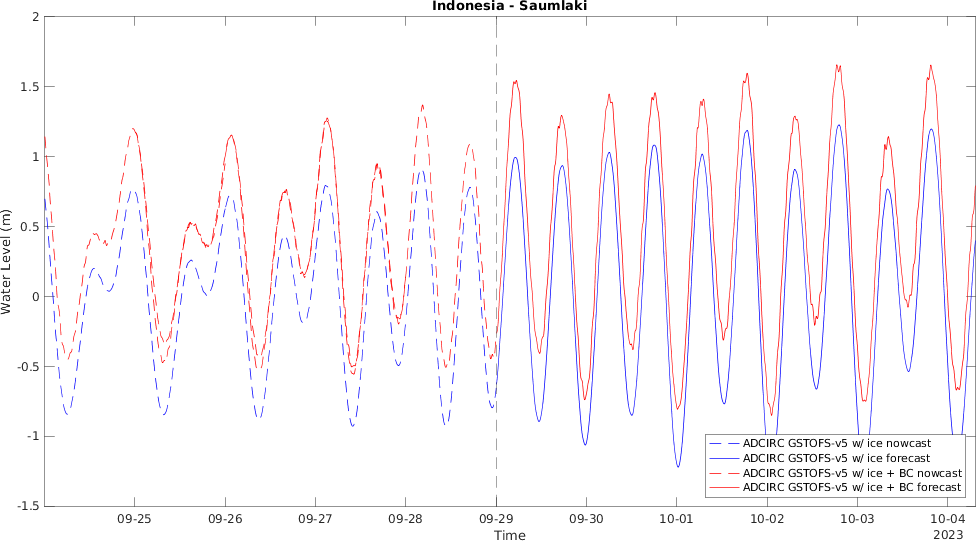 Indonesia - Saumlaki
2
1.5
1
0.5
0
-0.5
-1
-1.5
Water Level (m)
ADCIRC GSTOFS-v5 w/ ice nowcast
ADCIRC GSTOFS-v5 w/ ice forecast
ADCIRC GSTOFS-v5 w/ ice + BC nowcast
ADCIRC GSTOFS-v5 w/ ice + BC forecast
09-25 09-26 09-27 09-28 09-29 09-30 10-01 10-02 10-03 10-04
2023
Time